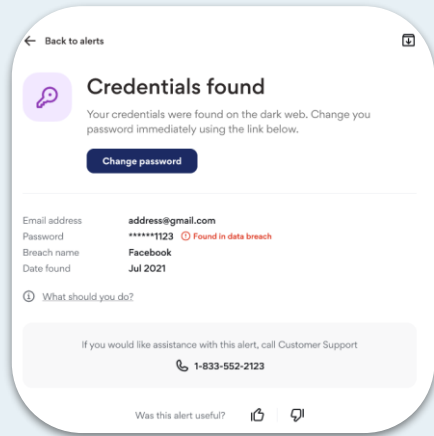 Back to alerts
Credentials found
Your credentials were found on the dark web. Change you
password immediately using the link below.
Change password
Email address address@gmail.com
Password ******1123 Found in data breach
Breach name Facebook
Date found Jul 2021
What should you do?
If you would like assistance with this alert, call Customer Support
1-833-552-2123
Was this alert useful?